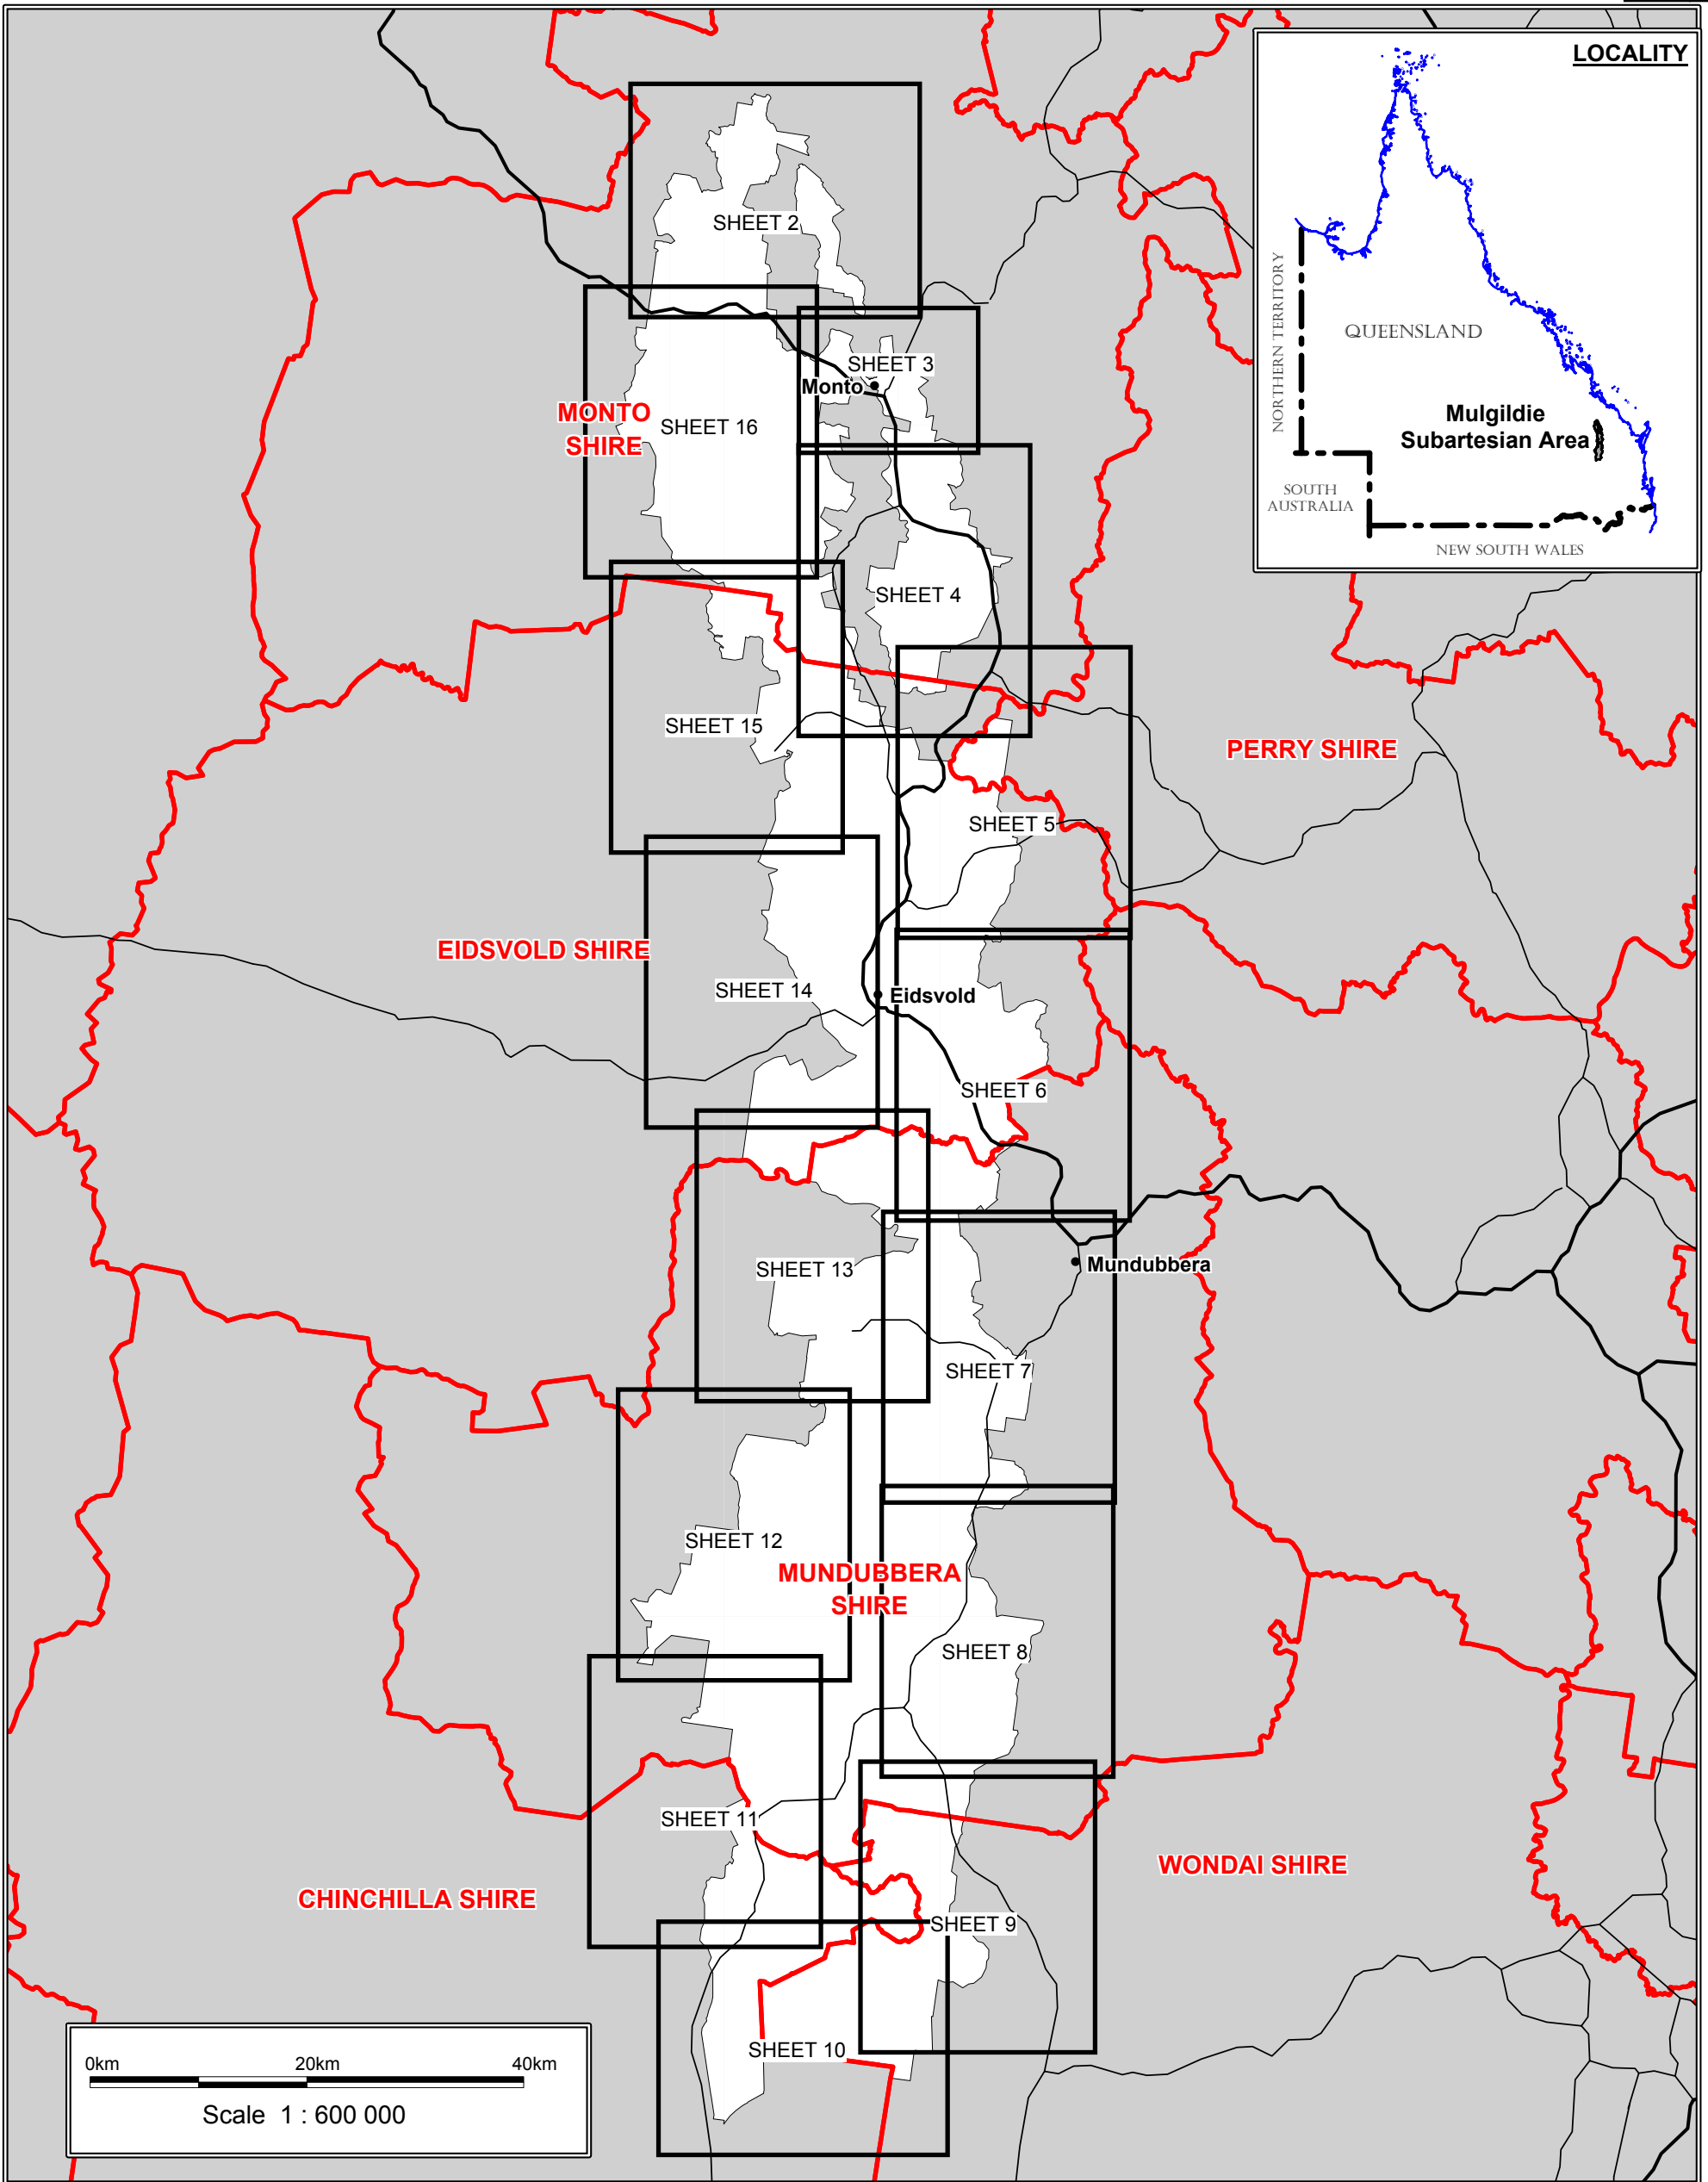 LOCALITY
NORTHERN TERRITORY
QUEENSLAND
Mulgildie
Subartesian Area
SOUTH
AUSTRALIA
NEW SOUTH WALES
SHEET 2
SHEET 3
Monto
MONTO
SHIRE
SHEET 16
SHEET 4
SHEET 15
PERRY SHIRE
SHEET 5
EIDSVOLD SHIRE
SHEET 14
Eidsvold
SHEET 6
SHEET 13
Mundubbera
SHEET 7
SHEET 12
MUNDUBBERA
SHIRE
SHEET 8
SHEET 11
WONDAI SHIRE
CHINCHILLA SHIRE
SHEET 9
SHEET 10
0km 20km 40km
Scale 1 : 600 000